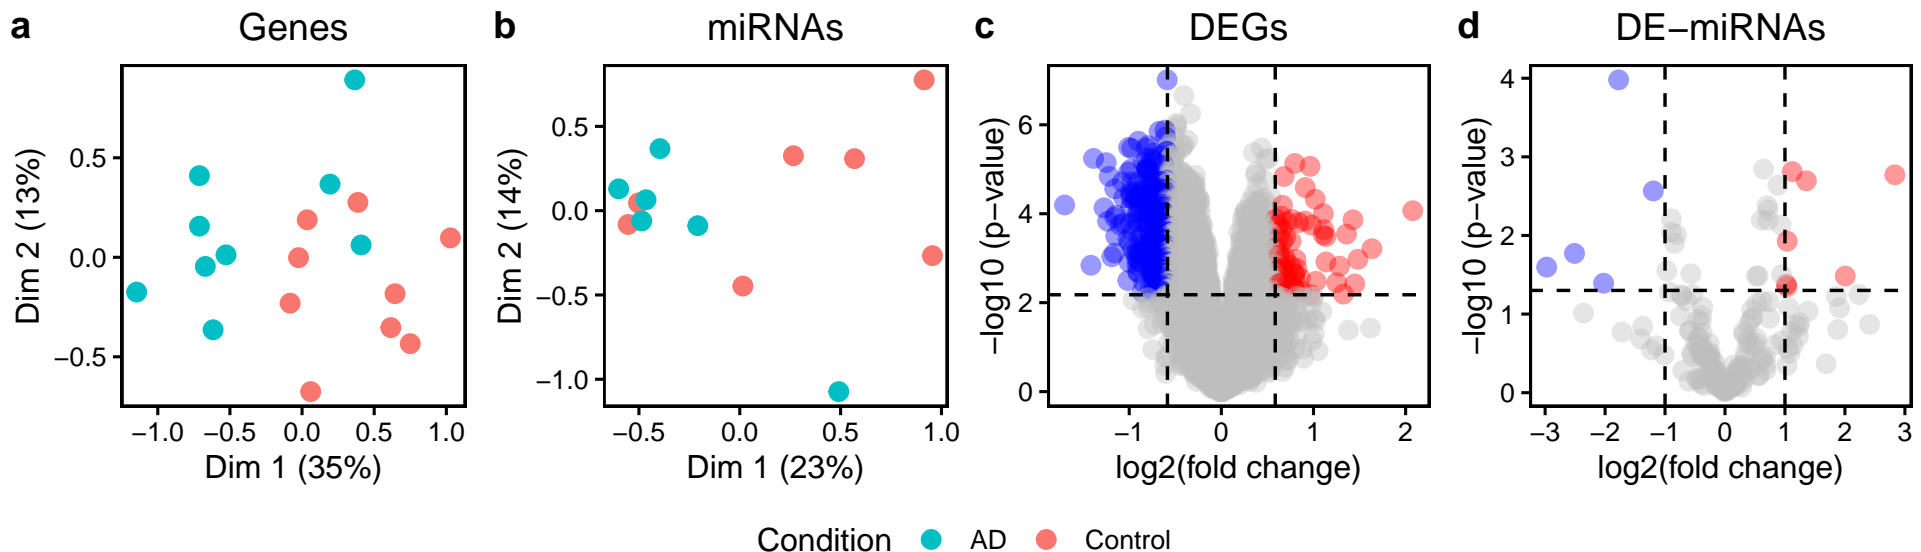 a
Genes
Dim 2 (13%)
0.5
0.0
−0.5
−1.0 −0.5 0.0 0.5 1.0
Dim 1 (35%)
b
miRNAs
Dim 2 (14%)
0.5
0.0
−0.5
−1.0
−0.5 0.0 0.5 1.0
Dim 1 (23%)
c
DEGs
−log10 (p−value)
6
4
2
0
−1 0 1 2
log2(fold change)
d
DE−miRNAs
−log10 (p−value)
4
3
2
1
0
−3 −2 −1 0 1 2 3
log2(fold change)
Condition AD Control